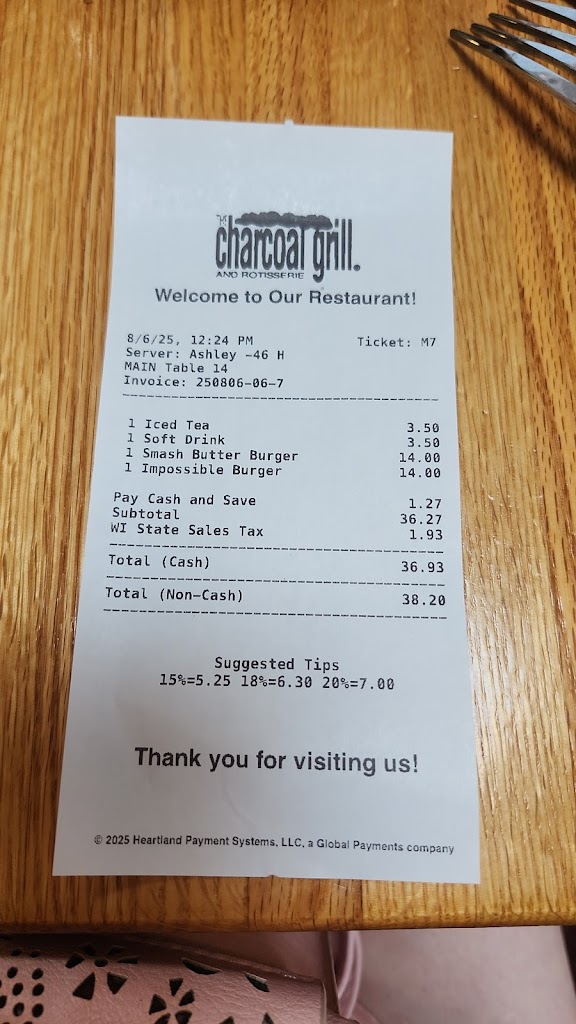 The
charcoal grill.
AND ROTISSERIE
Welcome to Our Restaurant!
8/6/25, 12:24 PM Ticket: M7
Server: Ashley -46 H
MAIN Table 14
Invoice: 250806-06-7
1 Iced Tea 3.50
1 Soft Drink 3.50
1 Smash Butter Burger 14.00
1 Impossible Burger 14.00
Pay Cash and Save 1.27
Subtotal 36.27
WI State Sales Tax 1.93
Total (Cash) 36.93
Total (Non-Cash) 38.20
Suggested Tips
15%=5.25 18%=6.30 20%=7.00
Thank you for visiting us!
© 2025 Heartland Payment Systems, LLC, a Global Payments company